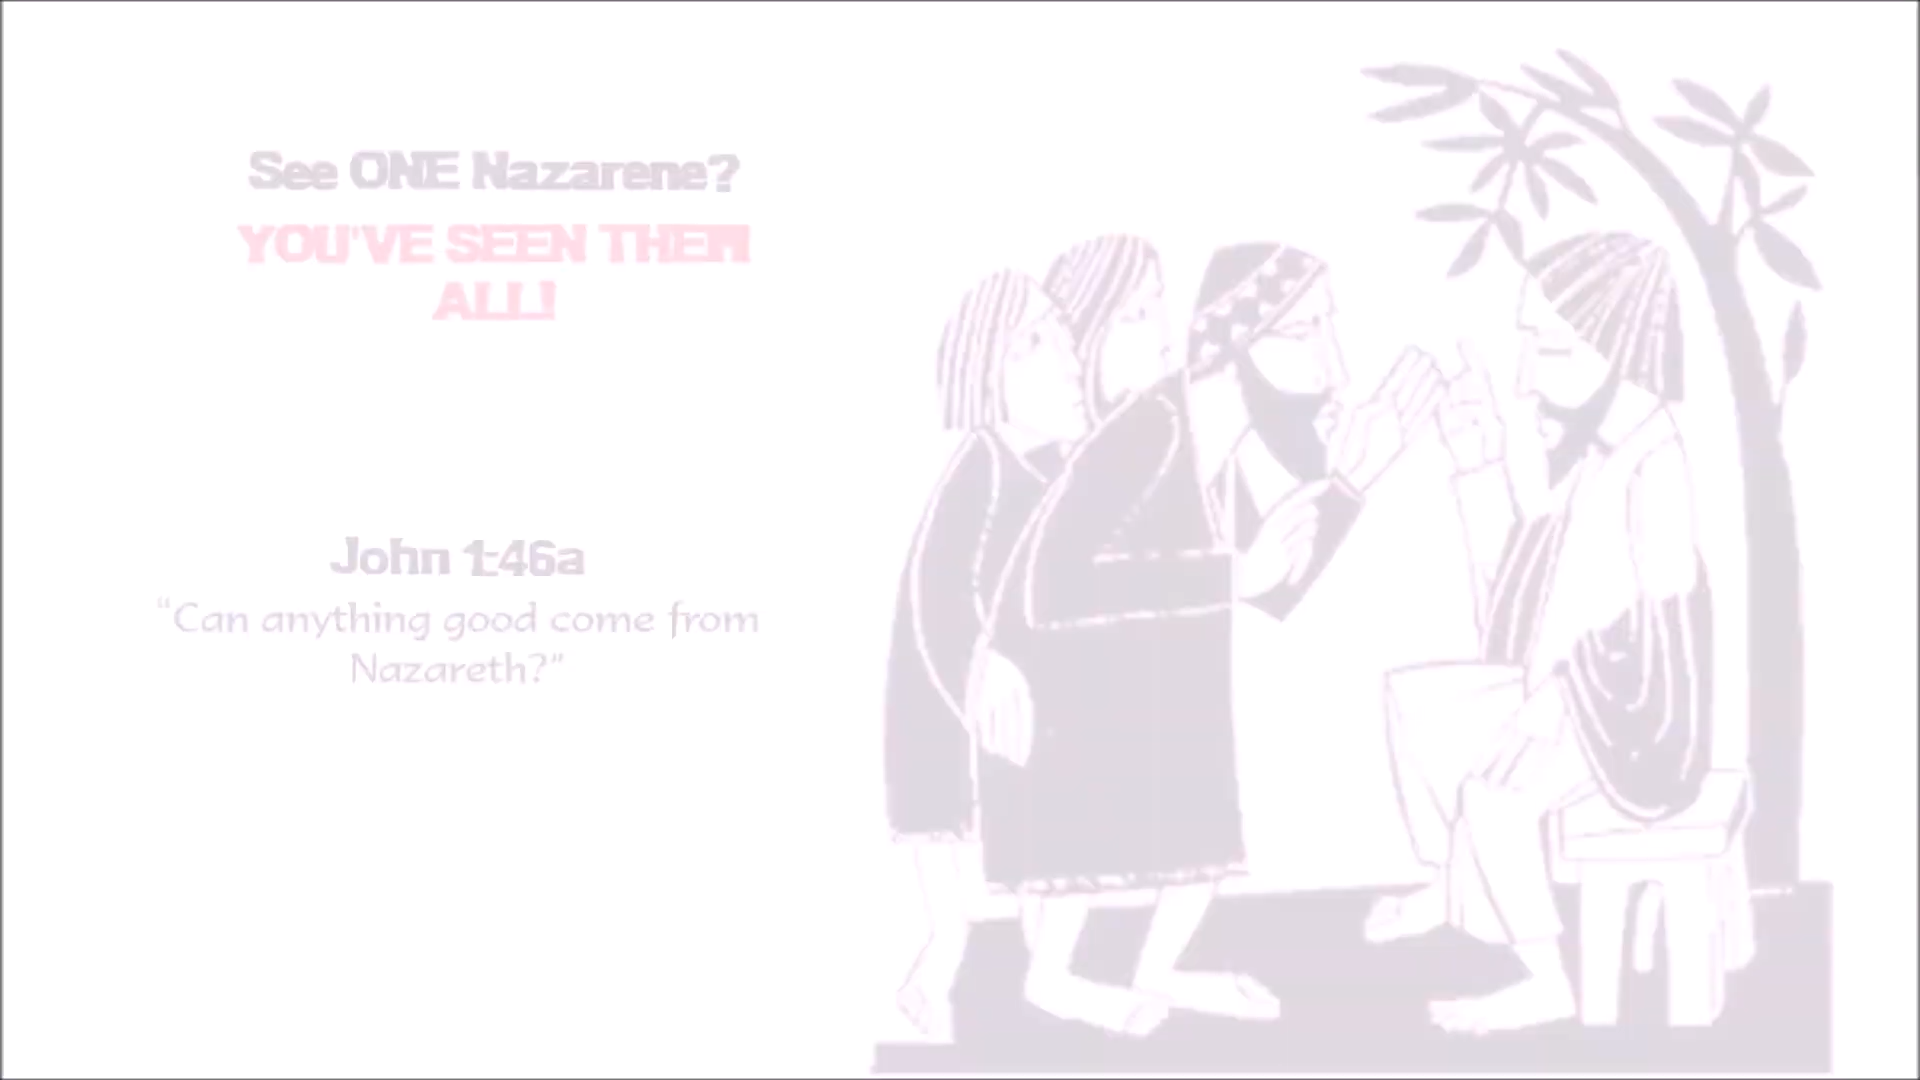 See ONE Nazarene?
YOU'VE SEEN THEM
ALL!
John 1:46a
“Can anything good come from
Nazareth?”